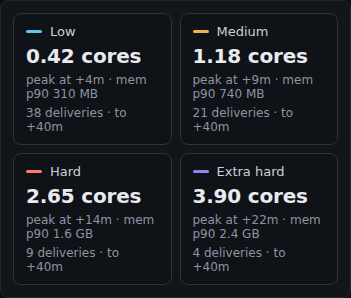 Low
0.42 cores
peak at +4m · mem
p90 310 MB
38 deliveries · to
+40m
Medium
1.18 cores
peak at +9m · mem
p90 740 MB
21 deliveries · to
+40m
Hard
2.65 cores
peak at +14m · mem
p90 1.6 GB
9 deliveries · to
+40m
Extra hard
3.90 cores
peak at +22m · mem
p90 2.4 GB
4 deliveries · to
+40m